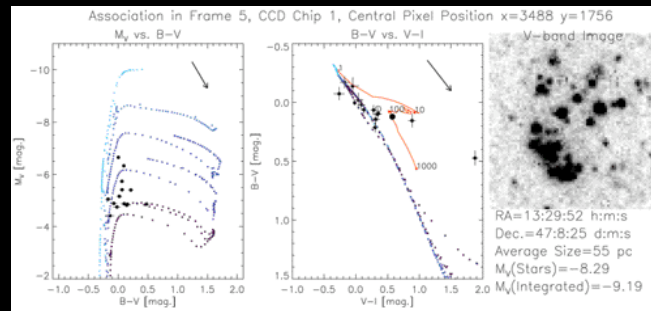 Association in Frame 5, CCD Chip 1, Central Pixel Position x=3488 y=1756
M_V vs. B-V
B-V vs. V-I
V-band Image
M_V [mag.]
-10
-8
-6
-4
-2
-1.0 -0.5 0.0 0.5 1.0 1.5 2.0
B-V [mag.]
B-V [mag.]
-0.5
0.0
0.5
1.0
1.5
1
10
100
10
1000
-1.0 -0.5 0.0 0.5 1.0 1.5 2.0
V-I [mag.]
RA=13:29:52 h:m:s
Dec.=47:8:25 d:m:s
Average Size=55 pc
M_V(Stars)=-8.29
M_V(Integrated)=-9.19